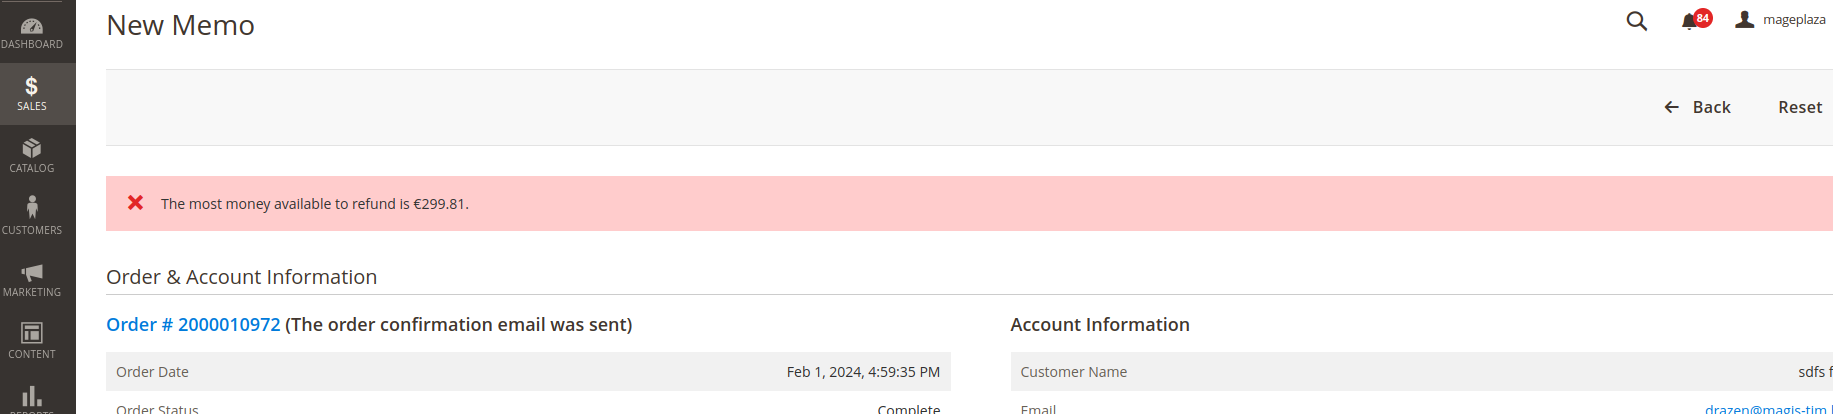 New Memo
84
mageplaza
DASHBOARD
SALES
CATALOG
CUSTOMERS
MARKETING
CONTENT
REPORTS
Back
Reset
The most money available to refund is €299.81.
Order & Account Information
Order # 2000010972 (The order confirmation email was sent)
Account Information
Order Date
Feb 1, 2024, 4:59:35 PM
Customer Name
sdfs f
Order Status
Complete
Email
drazen@magis-tim.